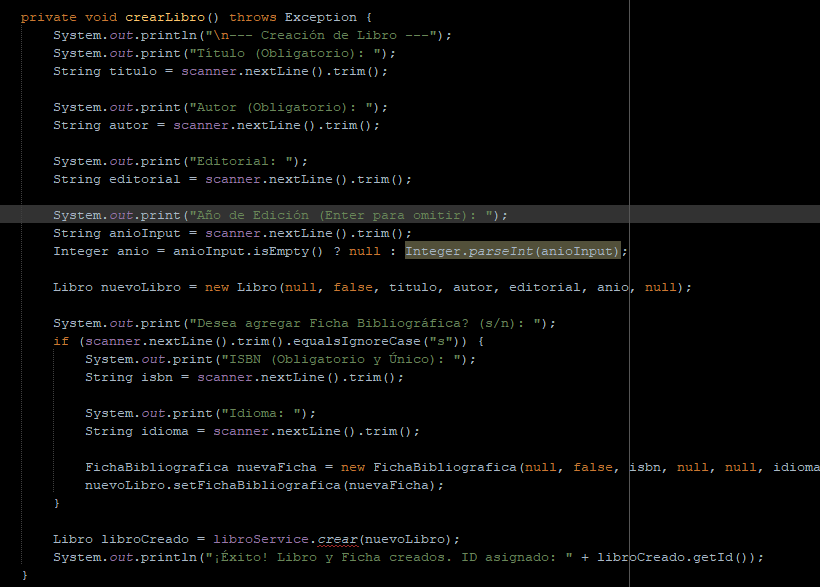 private void crearLibro() throws Exception {
System.out.println("\n--- Creación de Libro ---");
System.out.print("Título (Obligatorio): ");
String titulo = scanner.nextLine().trim();
System.out.print("Autor (Obligatorio): ");
String autor = scanner.nextLine().trim();
System.out.print("Editorial: ");
String editorial = scanner.nextLine().trim();
System.out.print("Año de Edición (Enter para omitir): ");
String anioInput = scanner.nextLine().trim();
Integer anio = anioInput.isEmpty() ? null : Integer.parseInt(anioInput);
Libro nuevoLibro = new Libro(null, false, titulo, autor, editorial, anio, null);
System.out.print("Desea agregar Ficha Bibliográfica? (s/n): ");
if (scanner.nextLine().trim().equalsIgnoreCase("s")) {
System.out.print("ISBN (Obligatorio y Único): ");
String isbn = scanner.nextLine().trim();
System.out.print("Idioma: ");
String idioma = scanner.nextLine().trim();
FichaBibliografica nuevaFicha = new FichaBibliografica(null, false, isbn, null, null, idioma
nuevoLibro.setFichaBibliografica(nuevaFicha);
}
Libro libroCreado = libroService.crear(nuevoLibro);
System.out.println("¡Éxito! Libro y Ficha creados. ID asignado: " + libroCreado.getId());
}